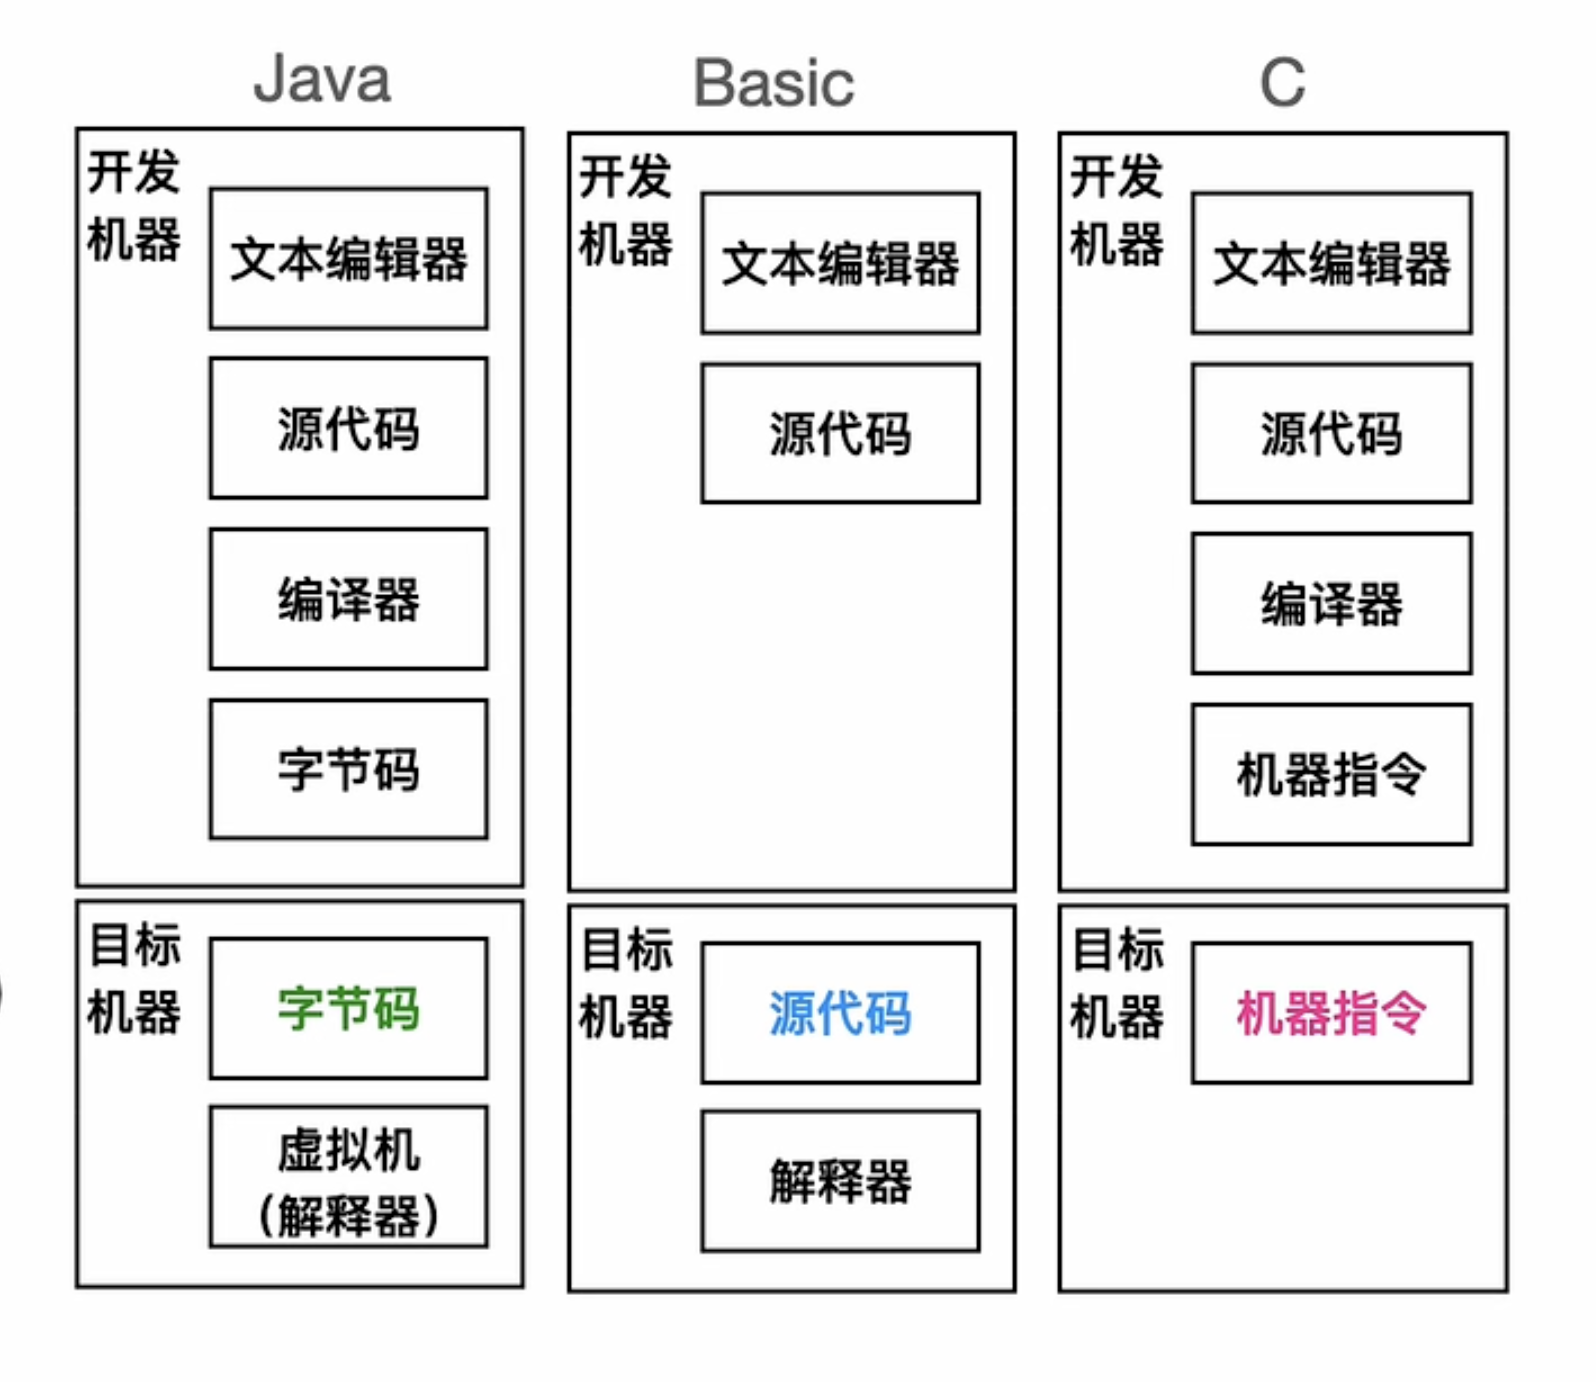 Java
开发
机器
文本编辑器
源代码
编译器
字节码
目标
机器
字节码
虚拟机
（解释器）
Basic
开发
机器
文本编辑器
源代码
目标
机器
源代码
解释器
C
开发
机器
文本编辑器
源代码
编译器
机器指令
目标
机器
机器指令